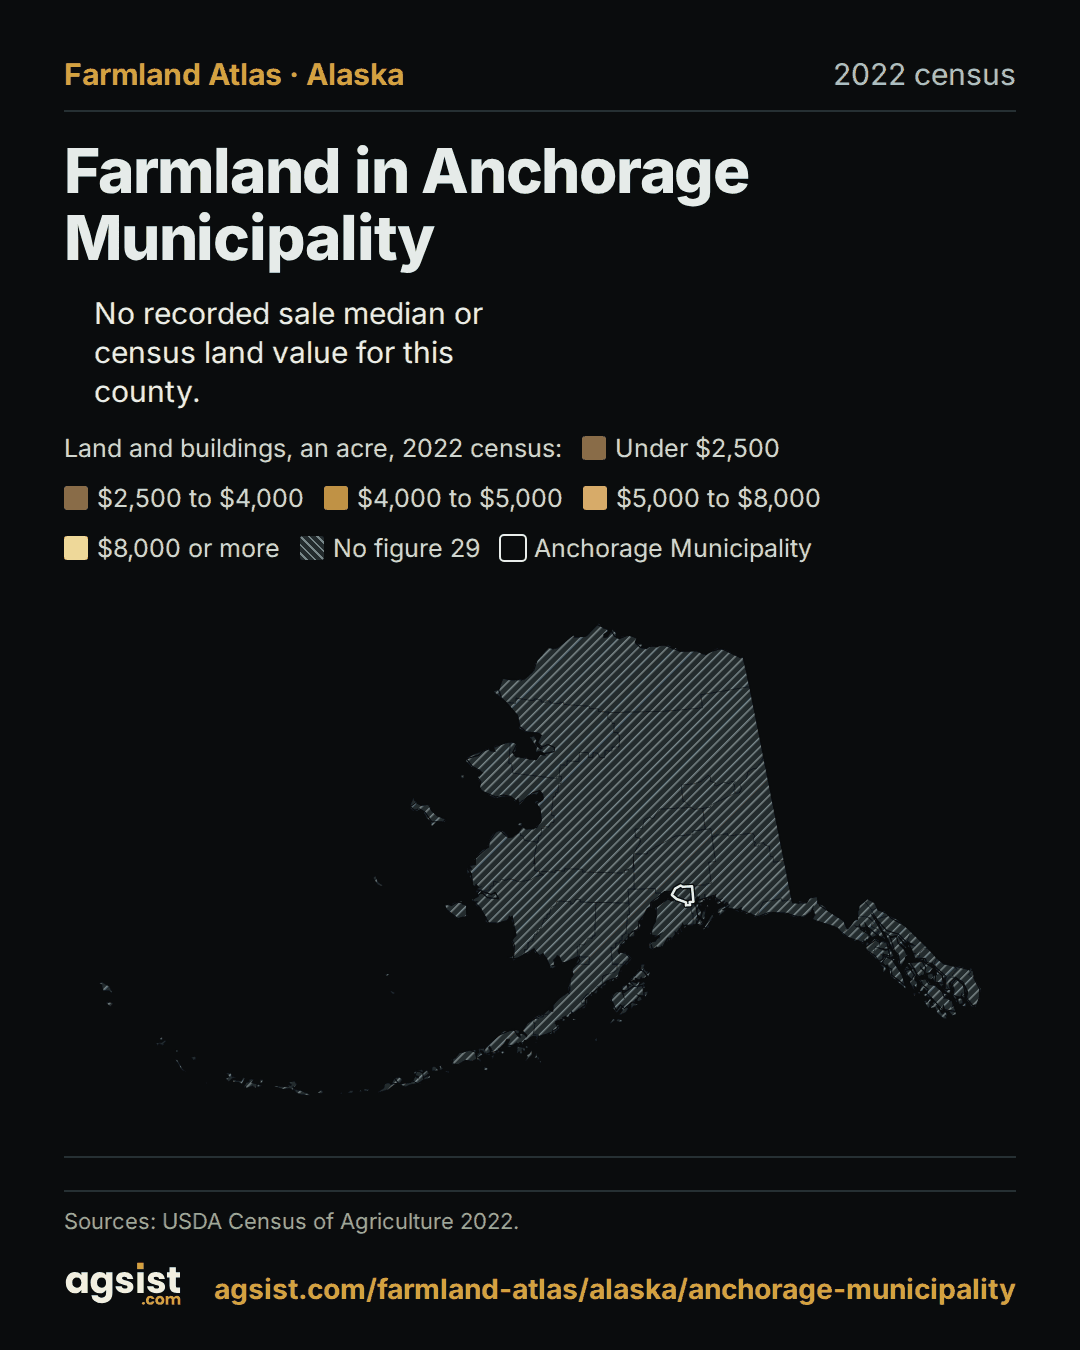 Farmland Atlas · Alaska
2022 census
Farmland in Anchorage
Municipality
No recorded sale median or
census land value for this
county.
Land and buildings, an acre, 2022 census: Under $2,500
$2,500 to $4,000 $4,000 to $5,000 $5,000 to $8,000
$8,000 or more No figure 29 Anchorage Municipality
Sources: USDA Census of Agriculture 2022.
agsist
.com
agsist.com/farmland-atlas/alaska/anchorage-municipality